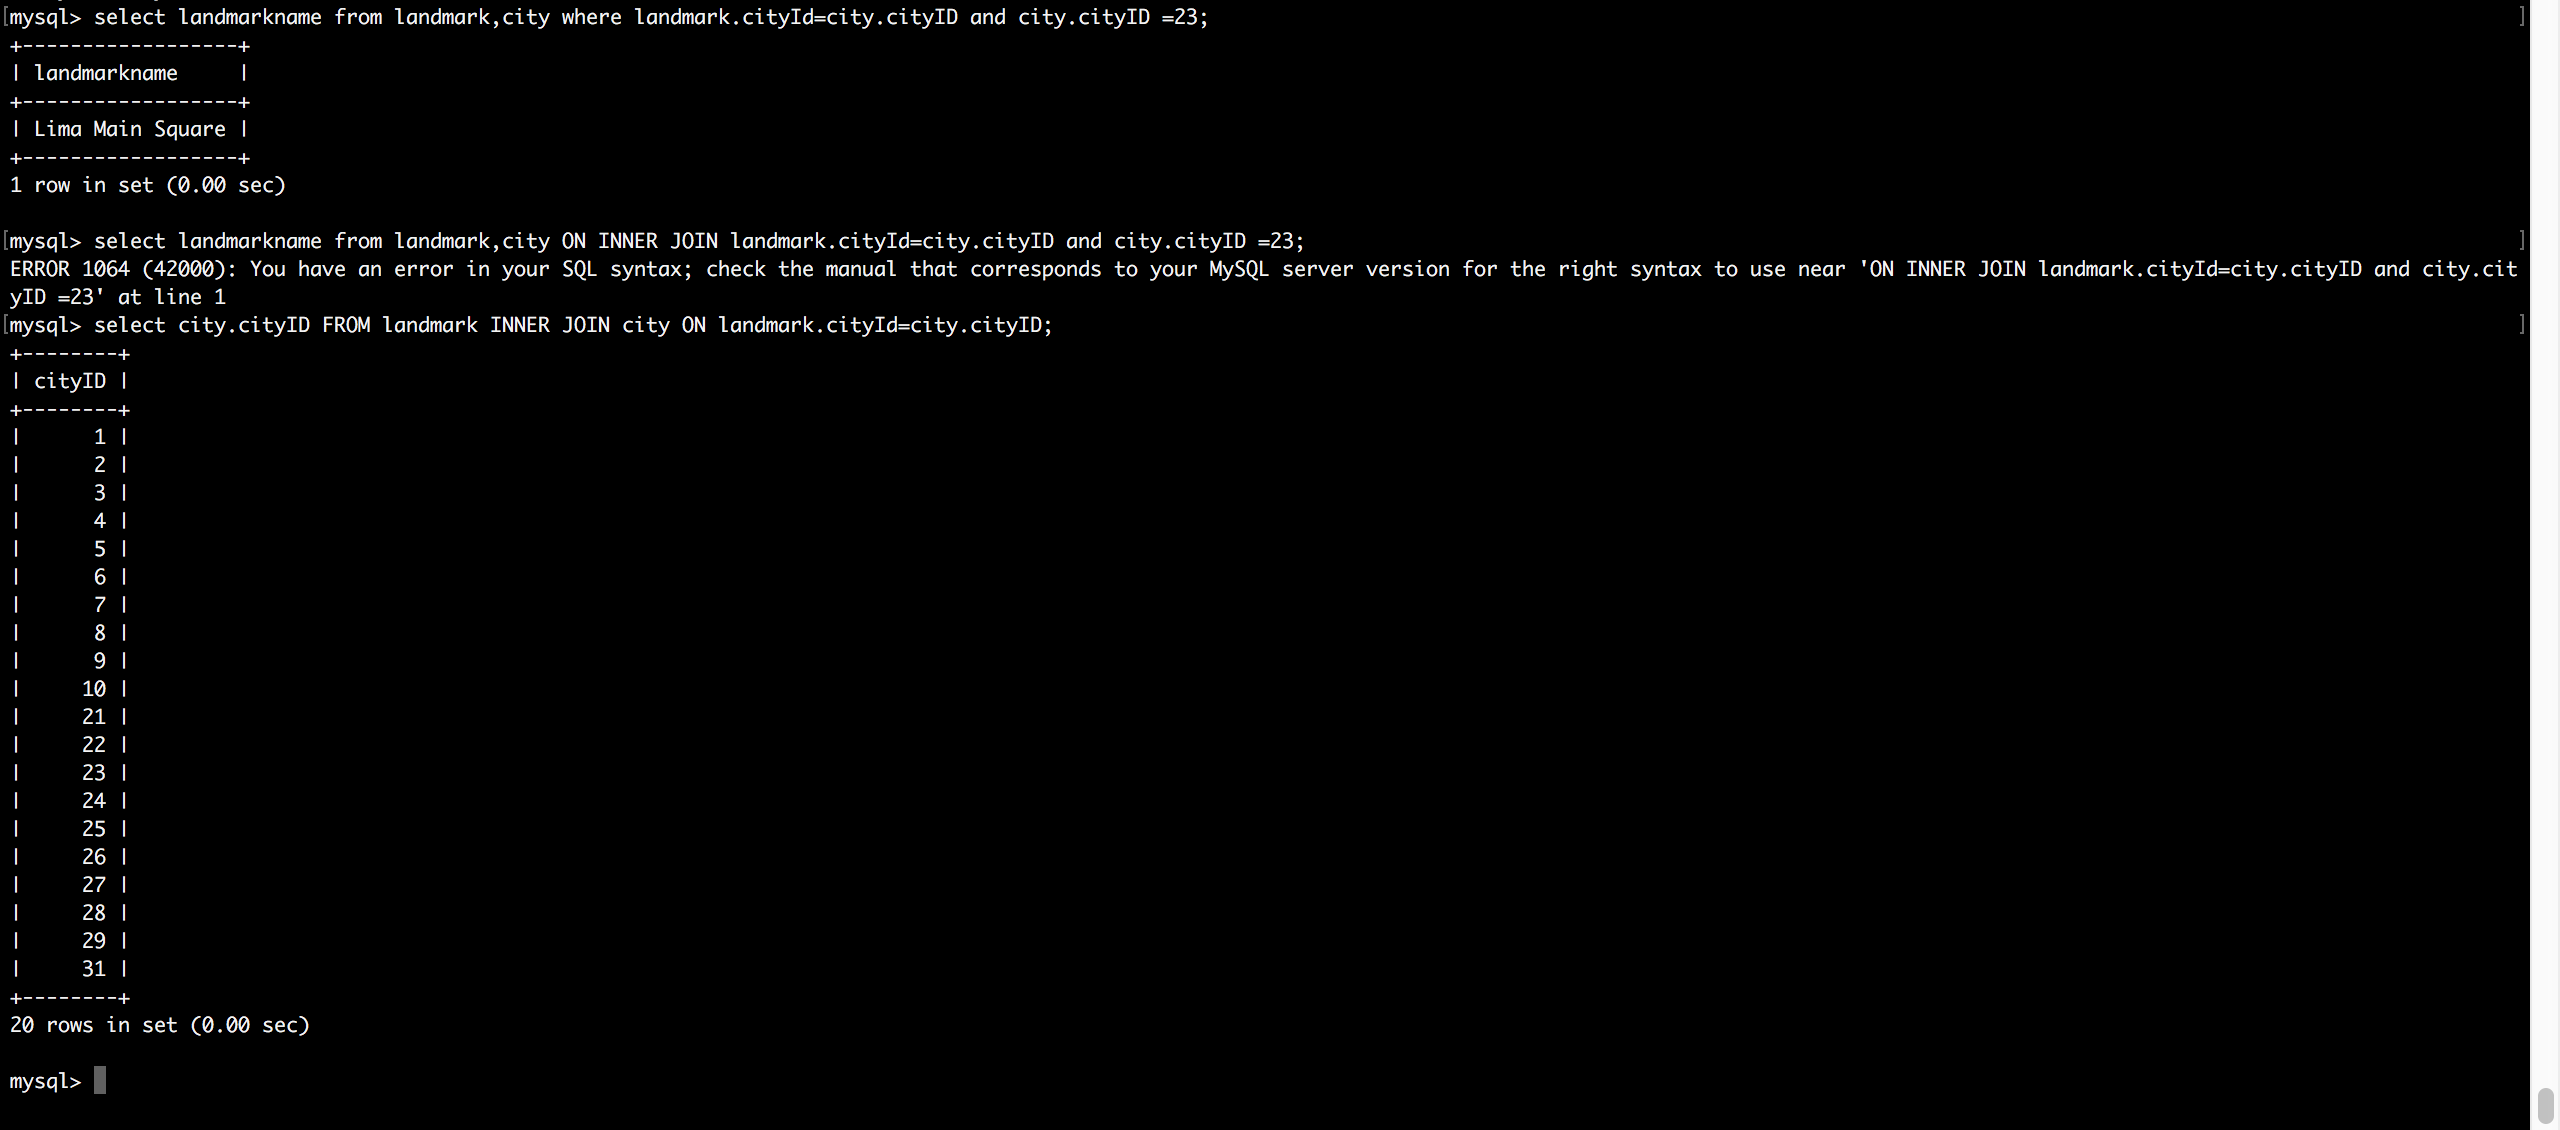 [mysql> select landmarkname from landmark,city where landmark.cityId=city.cityID and city.cityID =23; ]
+------------------+
| landmarkname     |
+------------------+
| Lima Main Square |
+------------------+
1 row in set (0.00 sec)
[mysql> select landmarkname from landmark,city ON INNER JOIN landmark.cityId=city.cityID and city.cityID =23; ]
ERROR 1064 (42000): You have an error in your SQL syntax; check the manual that corresponds to your MySQL server version for the right syntax to use near 'ON INNER JOIN landmark.cityId=city.cityID and city.cit
yID =23' at line 1
[mysql> select city.cityID FROM landmark INNER JOIN city ON landmark.cityId=city.cityID; ]
+--------+
| cityID |
+--------+
|      1 |
|      2 |
|      3 |
|      4 |
|      5 |
|      6 |
|      7 |
|      8 |
|      9 |
|     10 |
|     21 |
|     22 |
|     23 |
|     24 |
|     25 |
|     26 |
|     27 |
|     28 |
|     29 |
|     31 |
+--------+
20 rows in set (0.00 sec)
mysql>